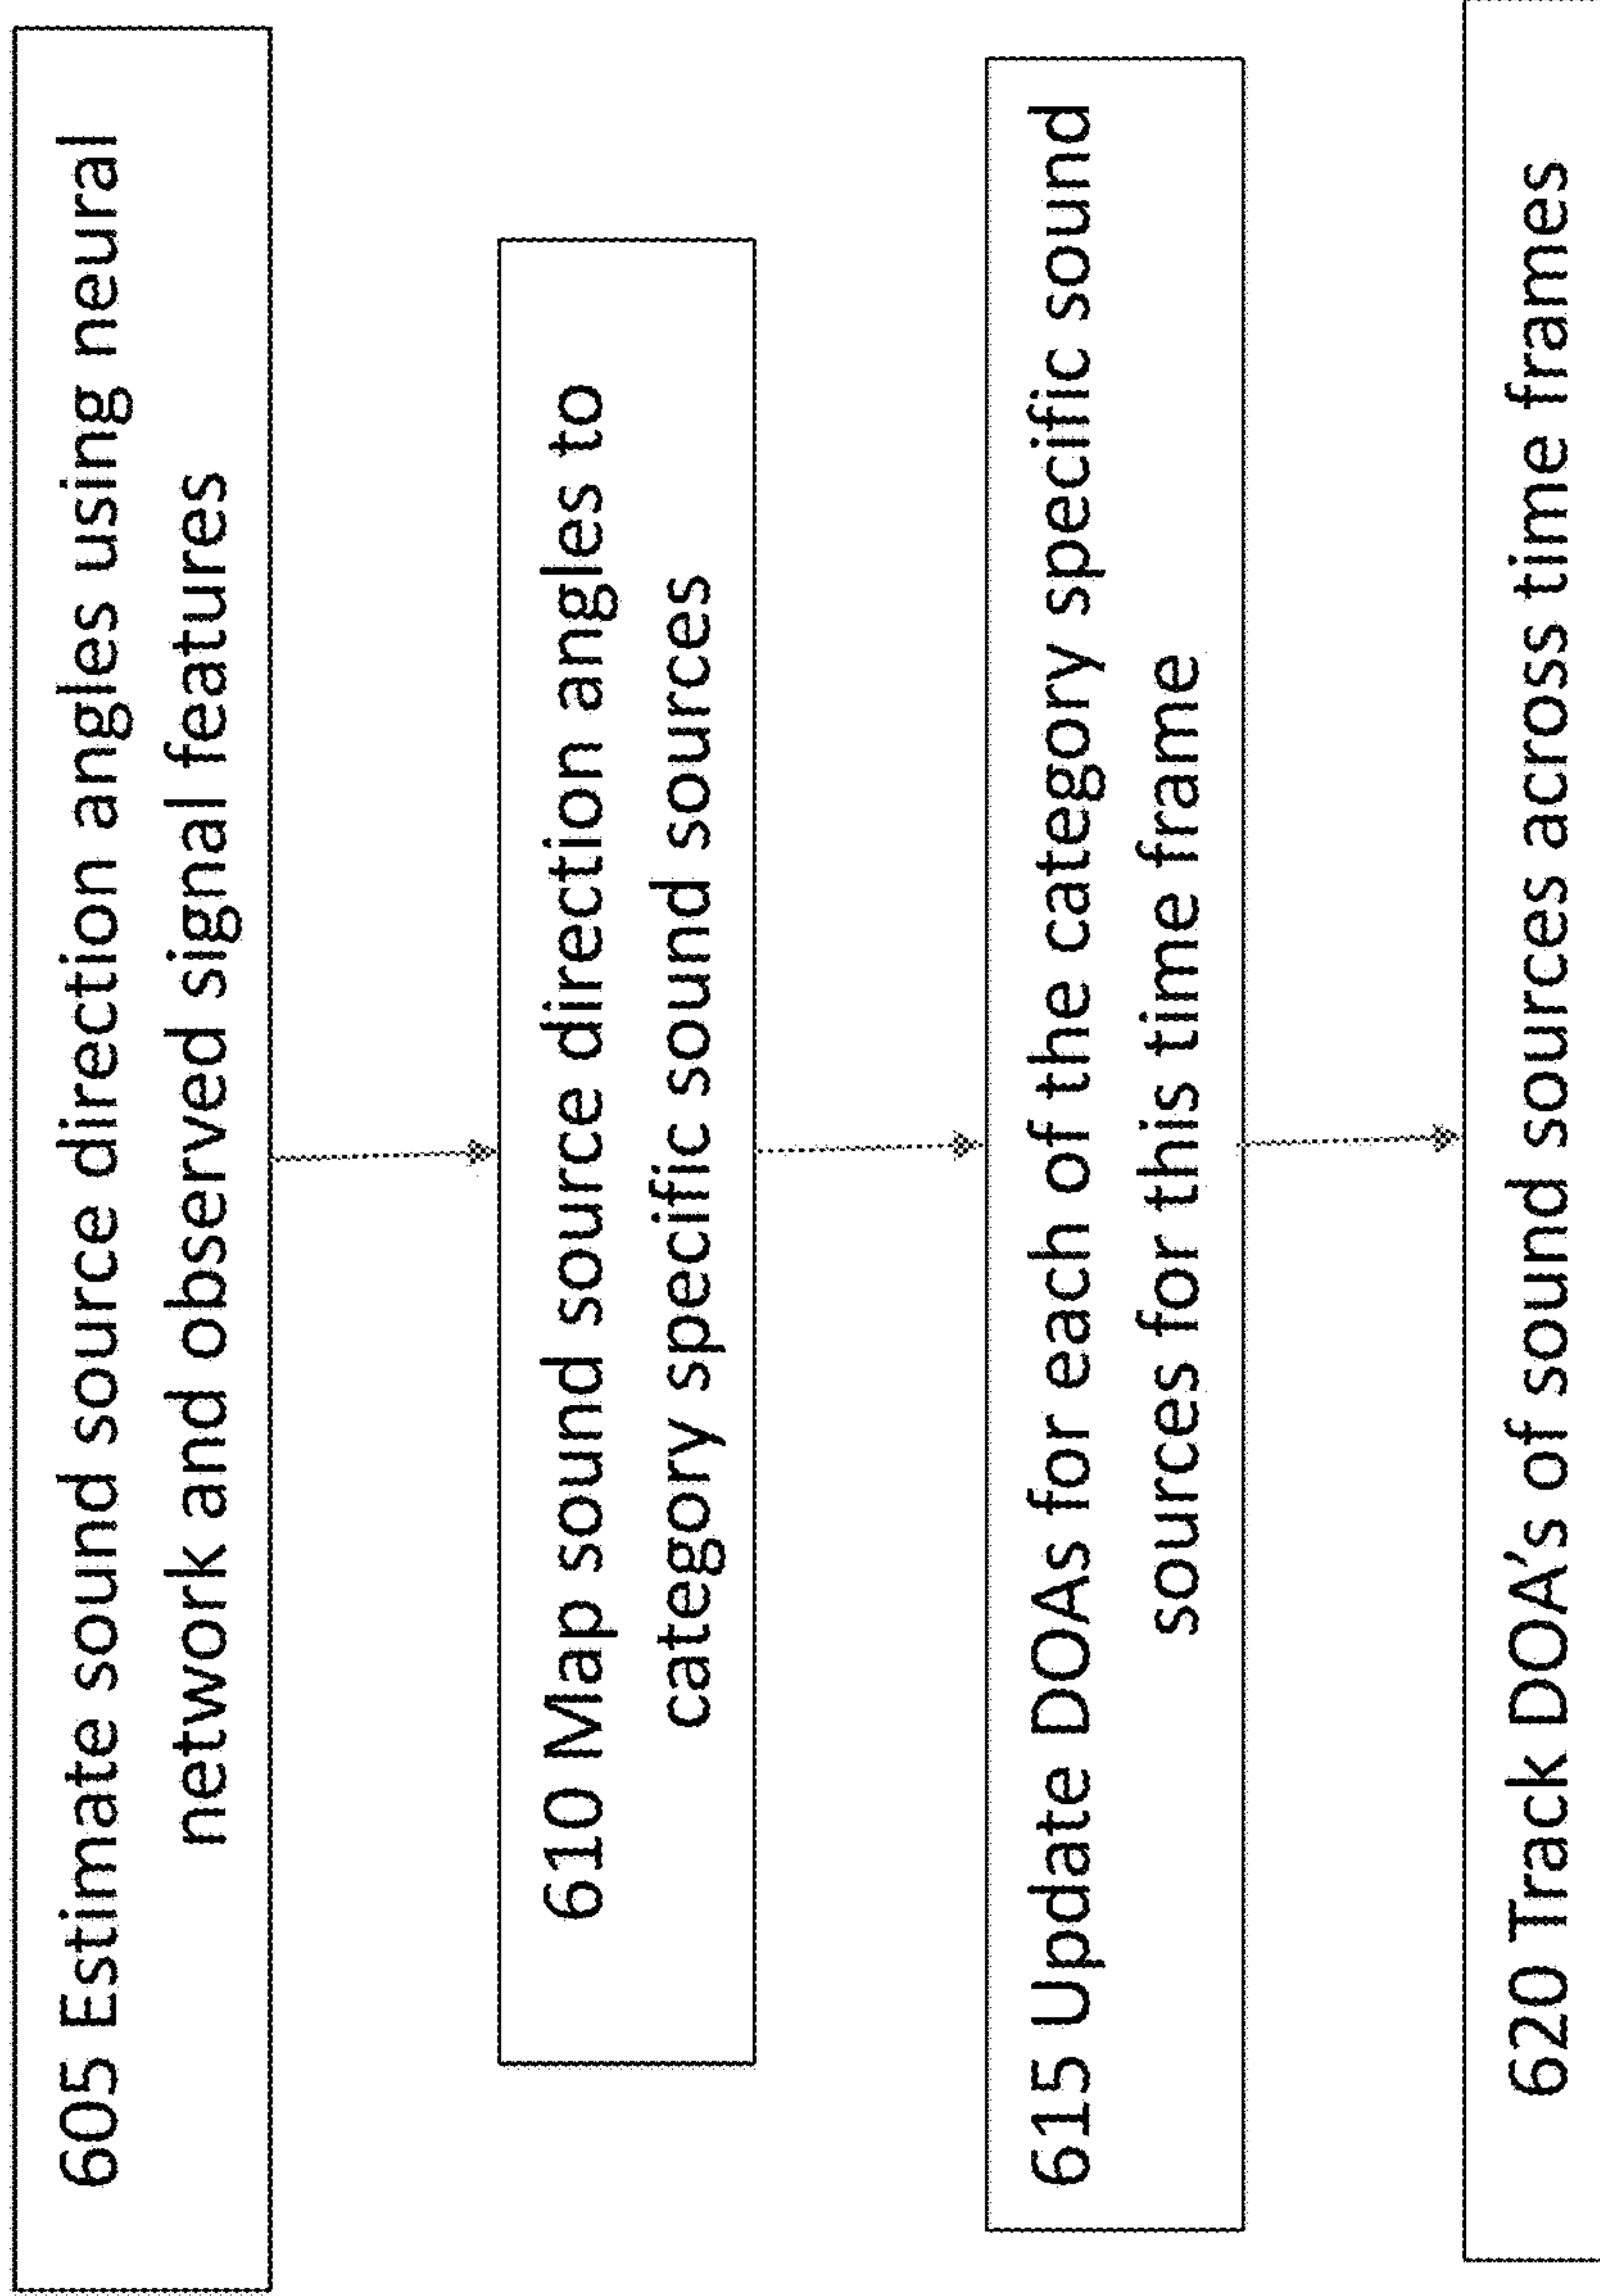 605 Estimate sound source direction angles using neural
network and observed signal features
610 Map sound source direction angles to
category specific sound sources
615 Update DOAs for each of the category specific sound
sources for this time frame
620 Track DOA’s of sound sources across time frames